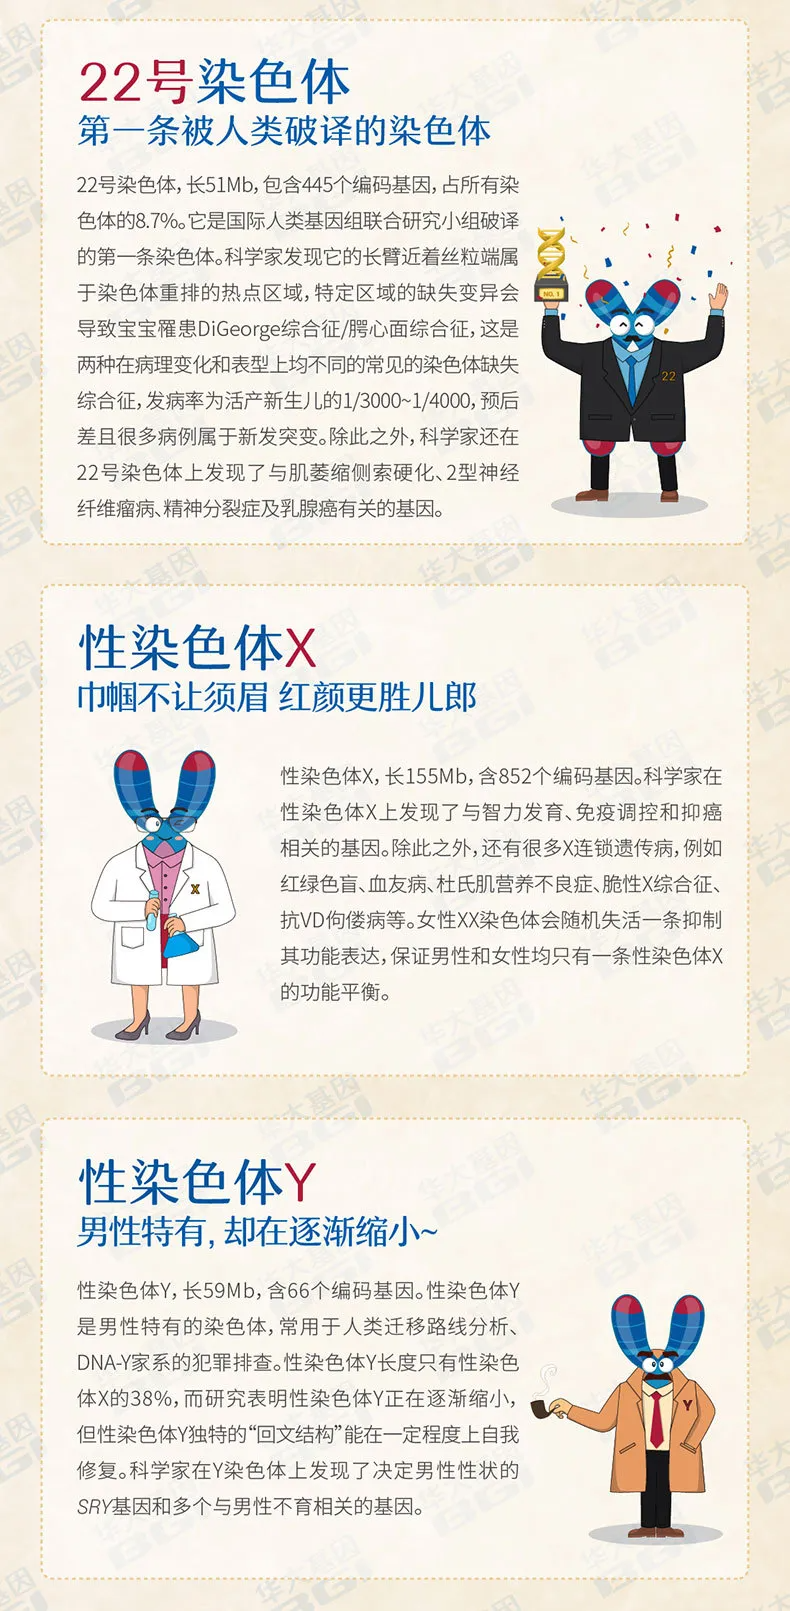 22号染色体
第一条被人类破译的染色体
22号染色体，长51Mb，包含445个编码基因，占所有染
色体的8.7%。它是国际人类基因组联合研究小组破译
的第一条染色体。科学家发现它的长臂近着丝粒端属
于染色体重排的热点区域，特定区域的缺失变异会
导致宝宝罹患DiGeorge综合征/腭心面综合征，这是
两种在病理变化和表型上均不同的常见的染色体缺失
综合征，发病率为活产新生儿的1/3000~1/4000，预后
差且很多病例属于新发突变。除此之外，科学家还在
22号染色体上发现了与肌萎缩侧索硬化、2型神经
纤维瘤病、精神分裂症及乳腺癌有关的基因。
NO.1
22
性染色体X
巾帼不让须眉 红颜更胜儿郎
性染色体X，长155Mb，含852个编码基因。科学家在
性染色体X上发现了与智力发育、免疫调控和抑癌
相关的基因。除此之外，还有很多X连锁遗传病，例如
红绿色盲、血友病、杜氏肌营养不良症、脆性X综合征、
抗VD佝偻病等。女性XX染色体会随机失活一条抑制
其功能表达，保证男性和女性均只有一条性染色体X
的功能平衡。
X
性染色体Y
男性特有，却在逐渐缩小~
性染色体Y，长59Mb，含66个编码基因。性染色体Y
是男性特有的染色体，常用于人类迁移路线分析、
DNA-Y家系的犯罪排查。性染色体Y长度只有性染色
体X的38%，而研究表明性染色体Y正在逐渐缩小，
但性染色体Y独特的“回文结构”能在一定程度上自我
修复。科学家在Y染色体上发现了决定男性性状的
SRY基因和多个与男性不育相关的基因。
Y
华大基因
BGI